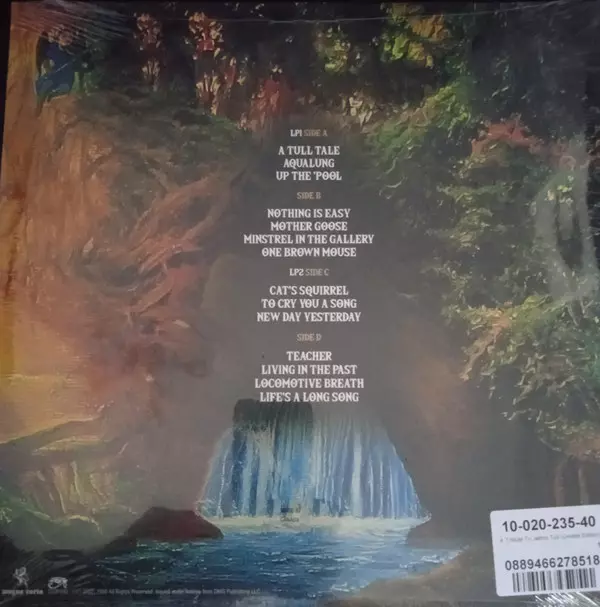 LP1 SIDE A
A TULL TALE
AQUALUNG
UP THE 'POOL
SIDE B
NOTHING IS EASY
MOTHER GOOSE
MINSTREL IN THE GALLERY
ONE BROWN MOUSE
LP2 SIDE C
CAT'S SQUIRREL
TO CRY YOU A SONG
NEW DAY YESTERDAY
SIDE D
TEACHER
LIVING IN THE PAST
LOCOMOTIVE BREATH
LIFE'S A LONG SONG
10-020-235-40
0889466278518